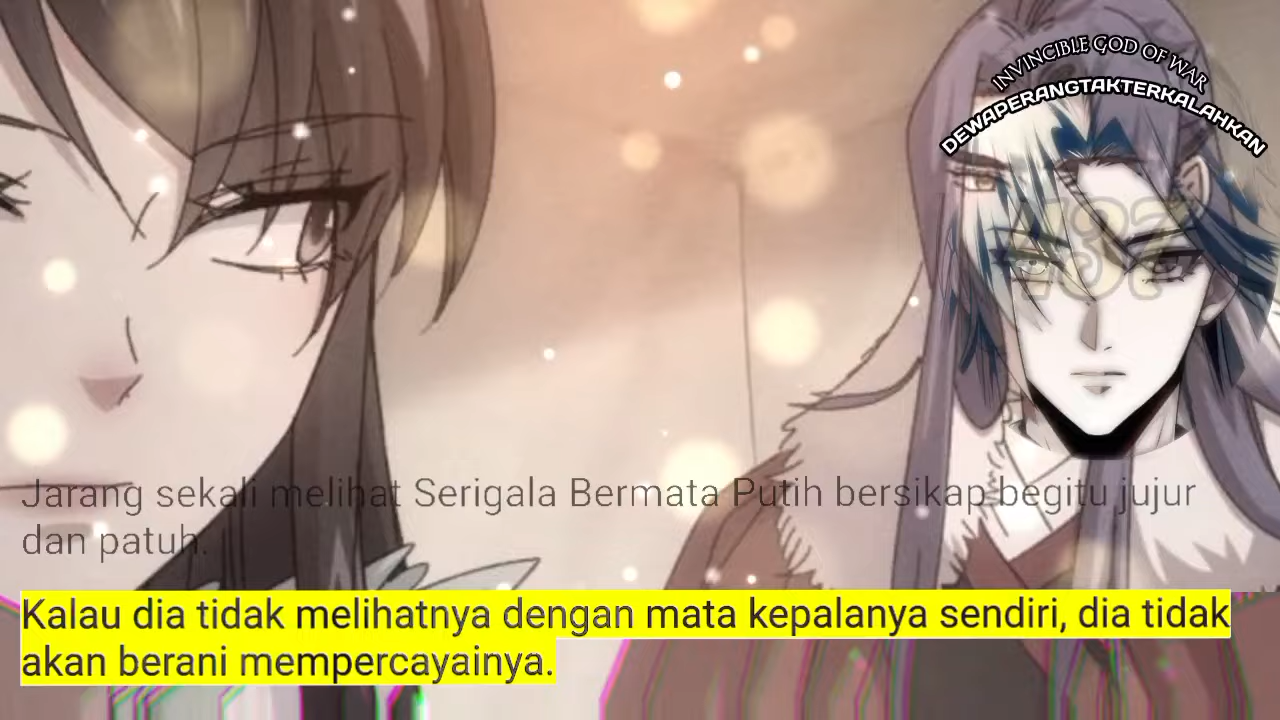 INVINCIBLE GOD OF WAR
DEWAPERANGTAKTERKALAHKAN
487
Jarang sekali melihat Serigala Bermata Putih bersikap begitu jujur
dan patuh.
Kalau dia tidak melihatnya dengan mata kepalanya sendiri, dia tidak
akan berani mempercayainya.